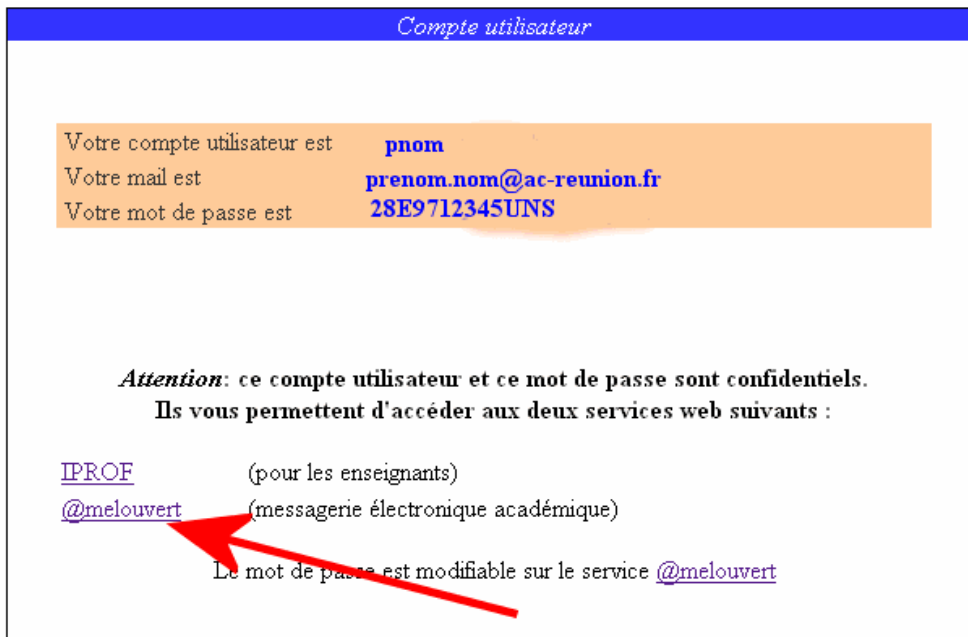 Compte utilisateur
Votre compte utilisateur est pnom
Votre mail est prenom.nom@ac-reunion.fr
Votre mot de passe est 28E9712345UNS
Attention: ce compte utilisateur et ce mot de passe sont confidentiels.
Ils vous permettent d'accéder aux deux services web suivants :
IPROF (pour les enseignants)
@melouvert (messagerie électronique académique)
Le mot de passe est modifiable sur le service @melouvert